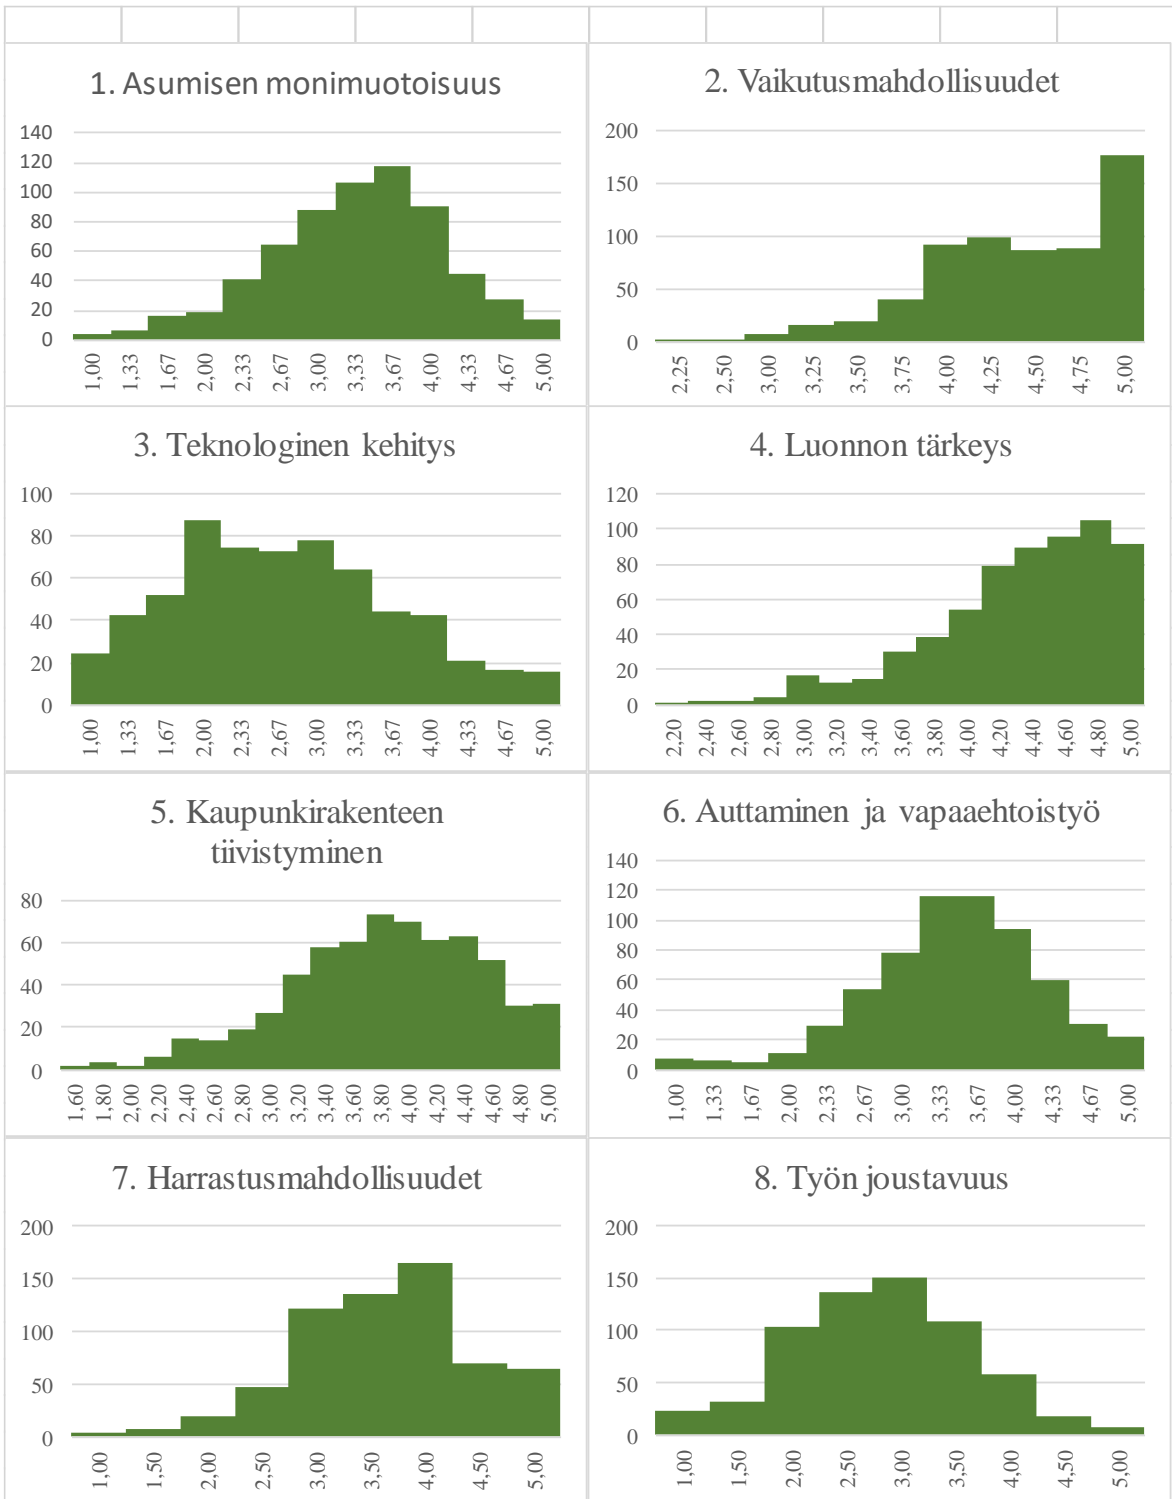 1. Asumisen monimuotoisuus
140
120
100
80
60
40
20
0
1,00 1,33 1,67 2,00 2,33 2,67 3,00 3,33 3,67 4,00 4,33 4,67 5,00
2. Vaikutusmahdollisuudet
200
150
100
50
0
2,25 2,50 3,00 3,25 3,50 3,75 4,00 4,25 4,50 4,75 5,00
3. Teknologinen kehitys
100
80
60
40
20
0
1,00 1,33 1,67 2,00 2,33 2,67 3,00 3,33 3,67 4,00 4,33 4,67 5,00
4. Luonnon tärkeys
120
100
80
60
40
20
0
2,20 2,40 2,60 2,80 3,00 3,20 3,40 3,60 3,80 4,00 4,20 4,40 4,60 4,80 5,00
5. Kaupunkirakenteen
tiivistyminen
80
60
40
20
0
1,60 1,80 2,00 2,20 2,40 2,60 2,80 3,00 3,20 3,40 3,60 3,80 4,00 4,20 4,40 4,60 4,80 5,00
6. Auttaminen ja vapaaehtoistyö
140
120
100
80
60
40
20
0
1,00 1,33 1,67 2,00 2,33 2,67 3,00 3,33 3,67 4,00 4,33 4,67 5,00
7. Harrastusmahdollisuudet
200
150
100
50
0
1,00 1,50 2,00 2,50 3,00 3,50 4,00 4,50 5,00
8. Työn joustavuus
200
150
100
50
0
1,00 1,50 2,00 2,50 3,00 3,50 4,00 4,50 5,00